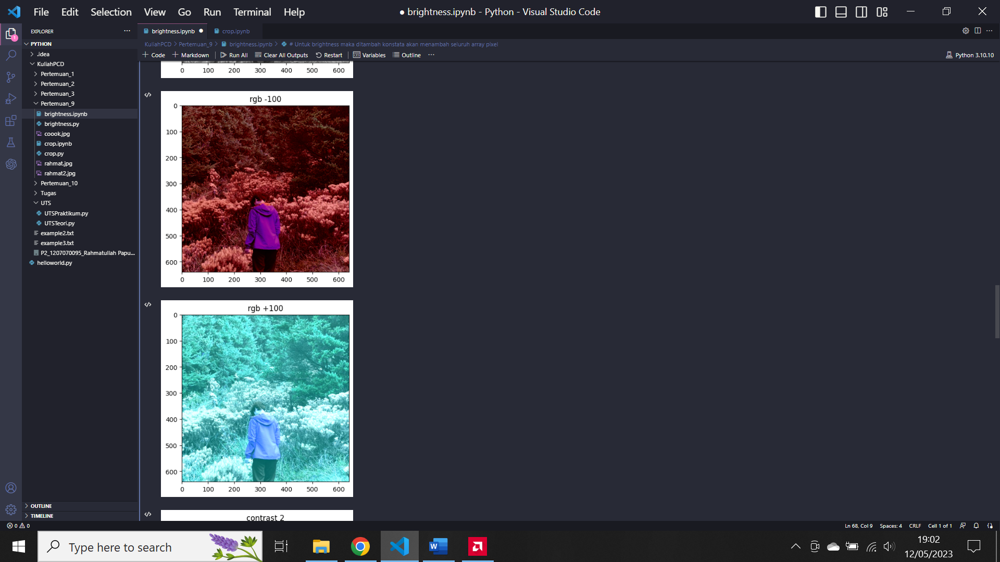 File Edit Selection View Go Run Terminal Help
● brightness.ipynb - Python - Visual Studio Code
EXPLORER
PYTHON
.idea
KuliahPCD
Pertemuan_1
Pertemuan_2
Pertemuan_3
Pertemuan_9
brightness.ipynb
brightness.py
coook.jpg
crop.ipynb
crop.py
rahmat.jpg
rahmat2.jpg
Pertemuan_10
Tugas
UTS
UTSPraktikum.py
UTSTeori.py
example2.txt
example3.txt
P2_1207070095_Rahmatullah Papu...
helloworld.py
OUTLINE
TIMELINE
brightness.ipynb ● crop.ipynb
KuliahPCD > Pertemuan_9 > brightness.ipynb > # Untuk brightness maka ditambah konstata akan menambah seluruh array pixel
+ Code + Markdown | Run All Clear All Outputs Restart | Variables Outline ...
Python 3.10.10
0 100 200 300 400 500 600
rgb -100
0
100
200
300
400
500
600
0 100 200 300 400 500 600
rgb +100
0
100
200
300
400
500
600
0 100 200 300 400 500 600
contrast 2
0 0
Ln 68, Col 9 Spaces: 4 CRLF Cell 1 of 1
Type here to search
19:02
12/05/2023